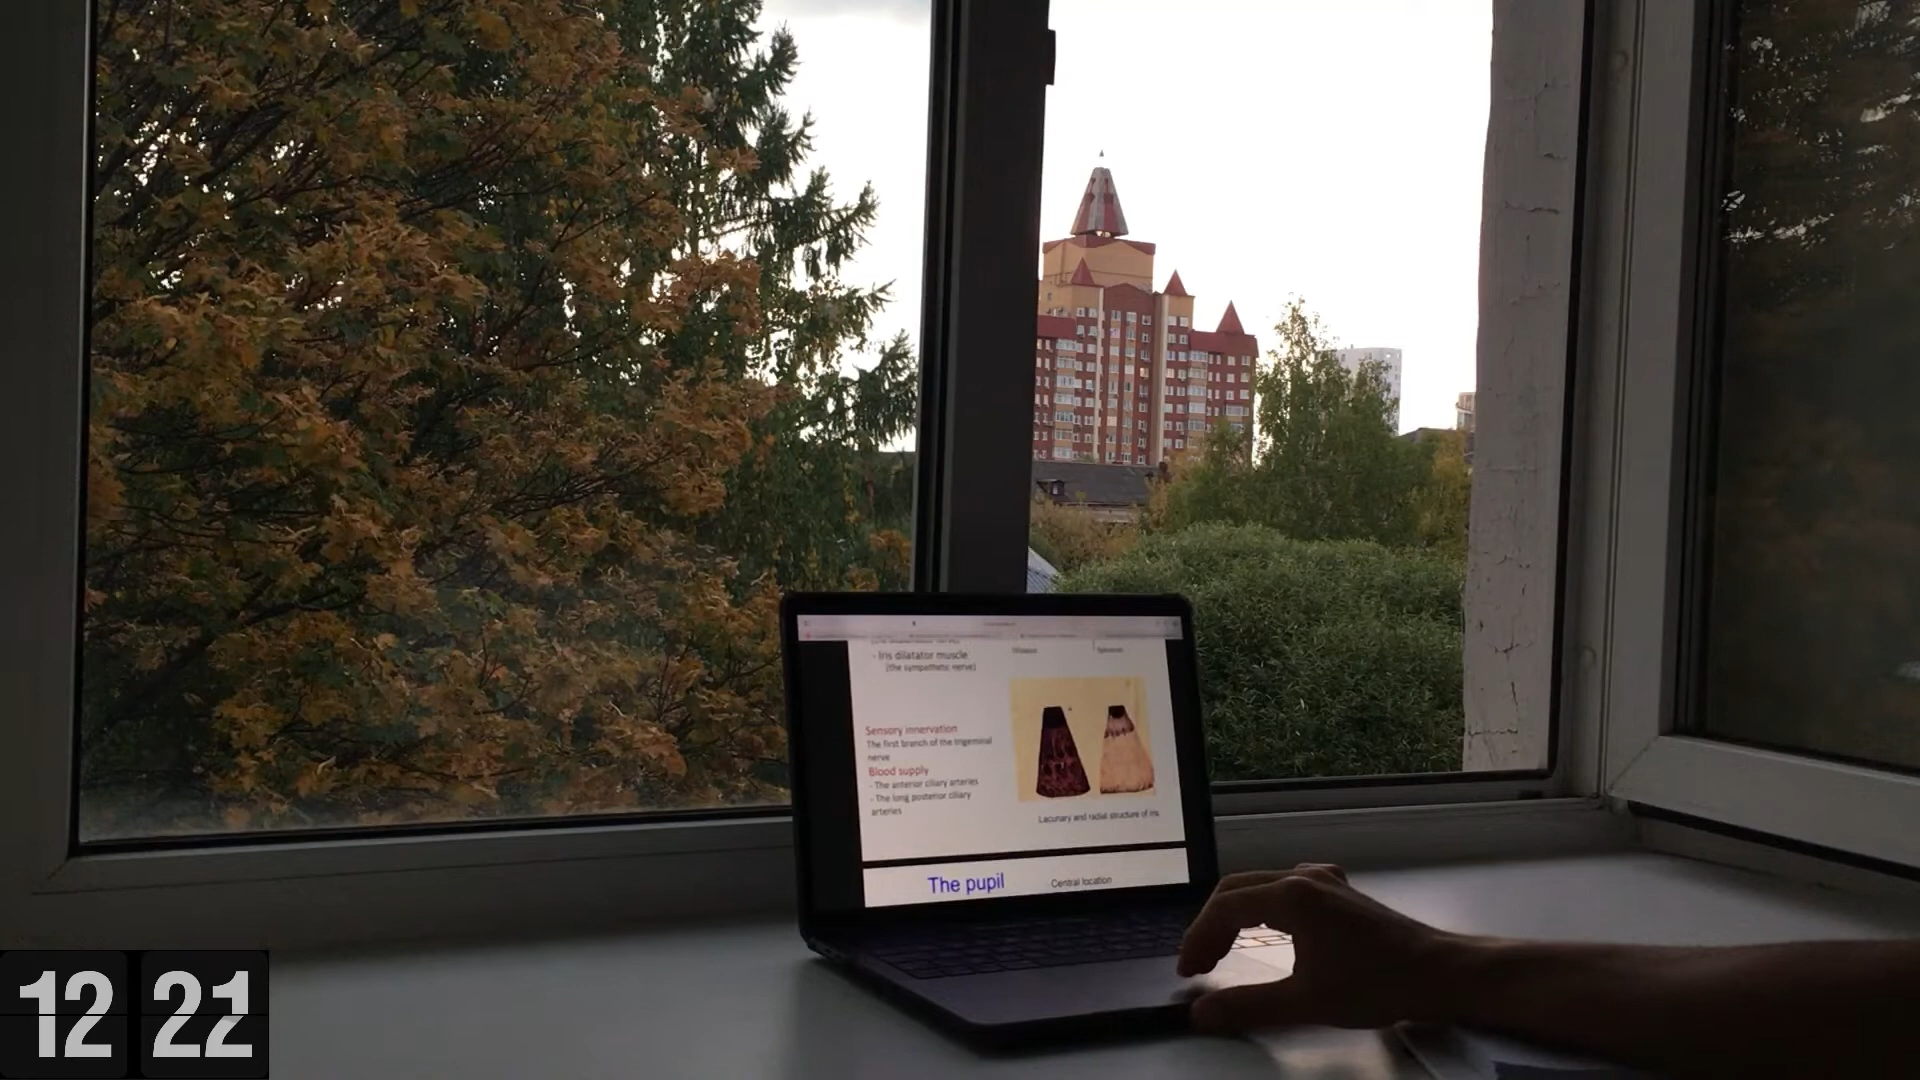 - Iris dilatator muscle
(the sympathetic nerve)
Sensory innervation
The first branch of the trigeminal
nerve
Blood supply
- The anterior ciliary arteries
- The long posterior ciliary
arteries
Lacunary and radial structure of iris
The pupil
Central location
12